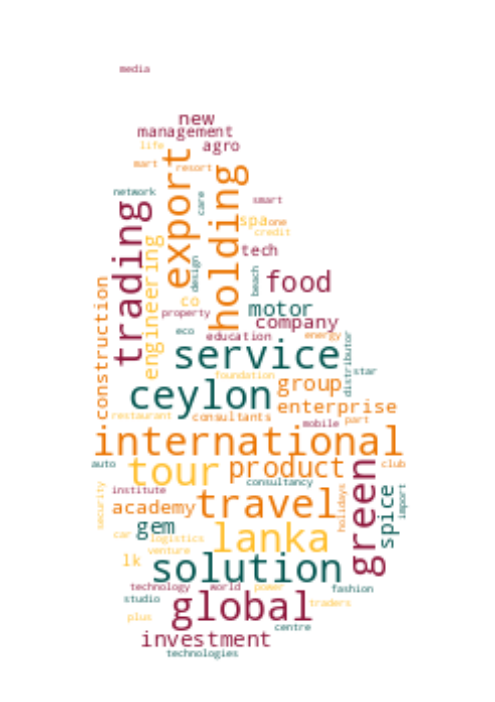 media
new
management
life
agro
mart
resort
export
holding
network
care
smart
trading
spa
one
credit
engineering
tech
design
beach
food
co
motor
property
company
construction
eco
education
energy
distributor
service
star
foundation
ceylon
group
enterprise
restaurant
consultants
mobile
part
international
auto
tour
product
club
green
consultancy
institute
spice
import
security
academy
travel
holidays
gem
car
logistics
lanka
venture
lk
solution
technology
world
power
fashion
studio
global
traders
plus
centre
investment
technologies